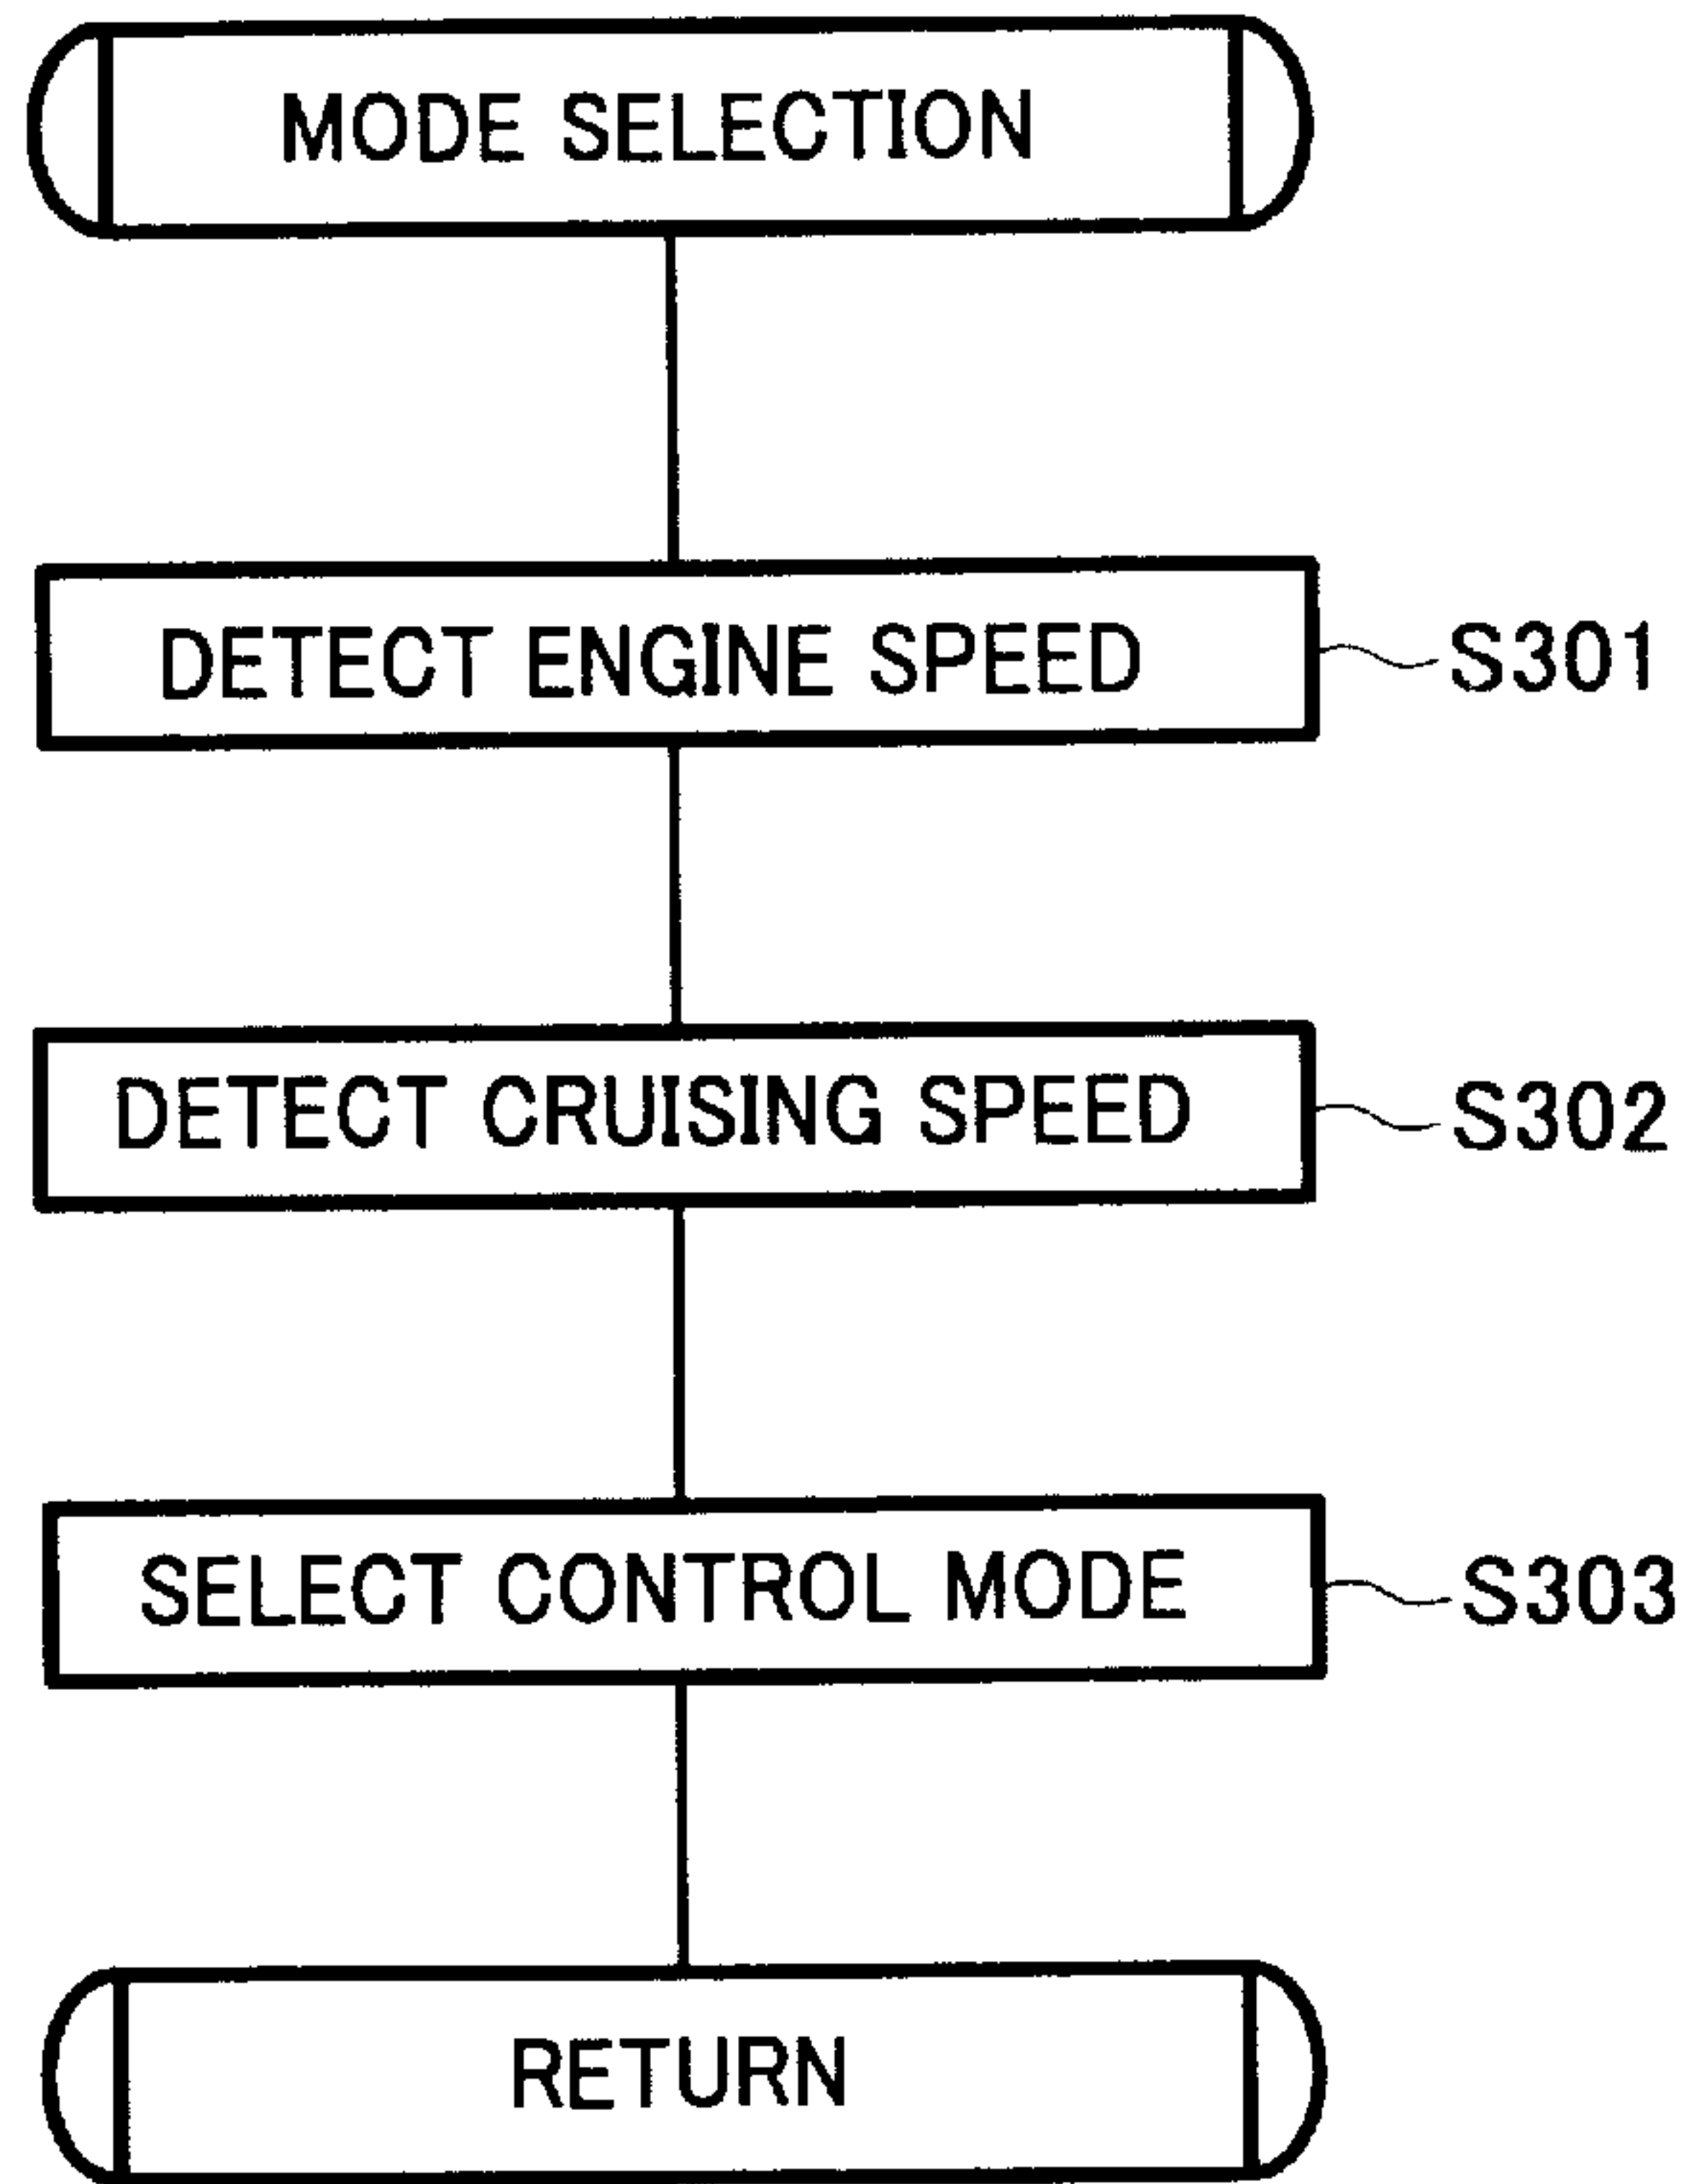 MODE SELECTION
DETECT ENGINE SPEED
S301
DETECT CRUISING SPEED
S302
SELECT CONTROL MODE
S303
RETURN